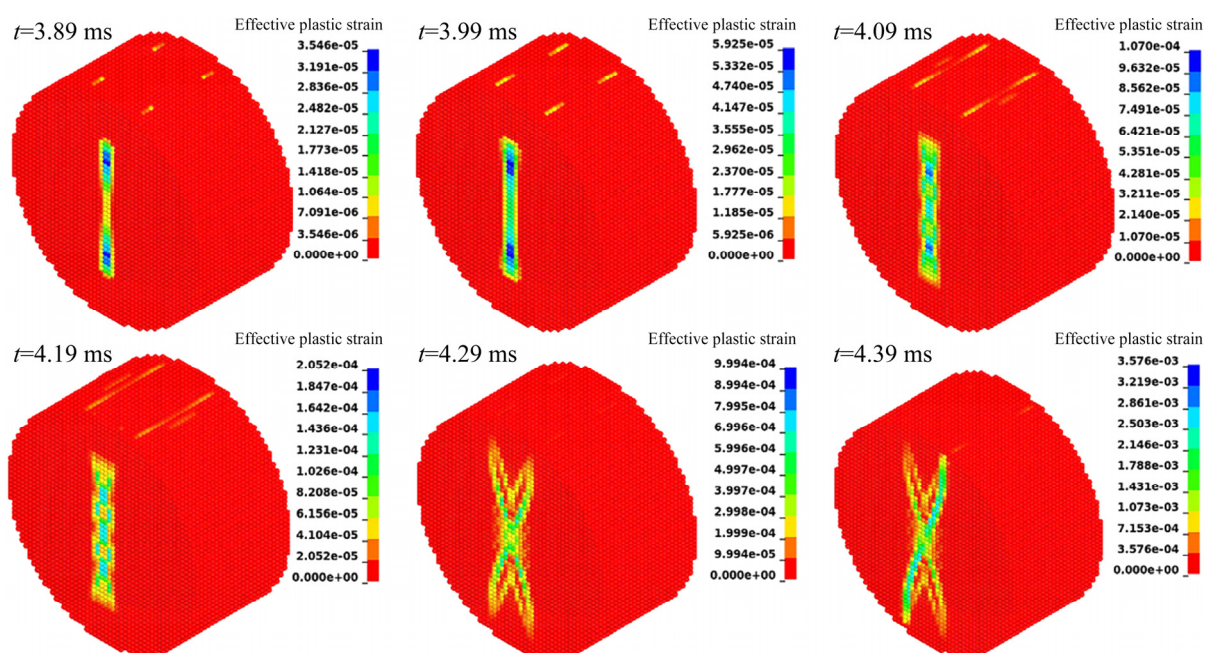 t=3.89 ms
Effective plastic strain
3.546e-05
3.191e-05
2.836e-05
2.482e-05
2.127e-05
1.773e-05
1.418e-05
1.064e-05
7.091e-06
3.546e-06
0.000e+00
t=3.99 ms
Effective plastic strain
5.925e-05
5.332e-05
4.740e-05
4.147e-05
3.555e-05
2.962e-05
2.370e-05
1.777e-05
1.185e-05
5.925e-06
0.000e+00
t=4.09 ms
Effective plastic strain
1.070e-04
9.632e-05
8.562e-05
7.491e-05
6.421e-05
5.351e-05
4.281e-05
3.211e-05
2.140e-05
1.070e-05
0.000e+00
t=4.19 ms
Effective plastic strain
2.052e-04
1.847e-04
1.642e-04
1.436e-04
1.231e-04
1.026e-04
8.208e-05
6.156e-05
4.104e-05
2.052e-05
0.000e+00
t=4.29 ms
Effective plastic strain
9.994e-04
8.994e-04
7.995e-04
6.996e-04
5.996e-04
4.997e-04
3.997e-04
2.998e-04
1.999e-04
9.994e-05
0.000e+00
t=4.39 ms
Effective plastic strain
3.576e-03
3.219e-03
2.861e-03
2.503e-03
2.146e-03
1.788e-03
1.431e-03
1.073e-03
7.153e-04
3.576e-04
0.000e+00